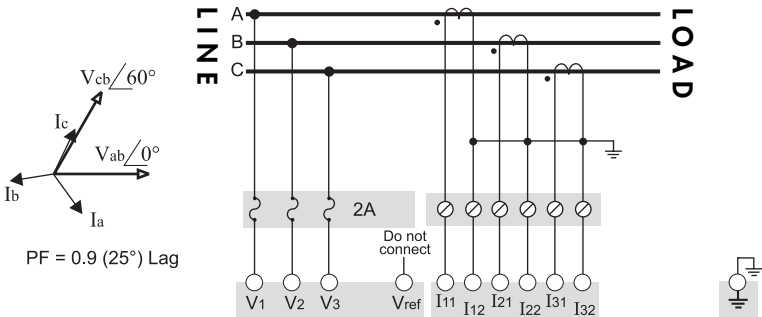 A
B
C
LINE
LOAD
Vcb/60°
Ic
Vab/0°
Ib
Ia
PF = 0.9 (25°) Lag
2A
Do not
connect
V1 V2 V3 Vref I11 I12 I21 I22 I31 I32